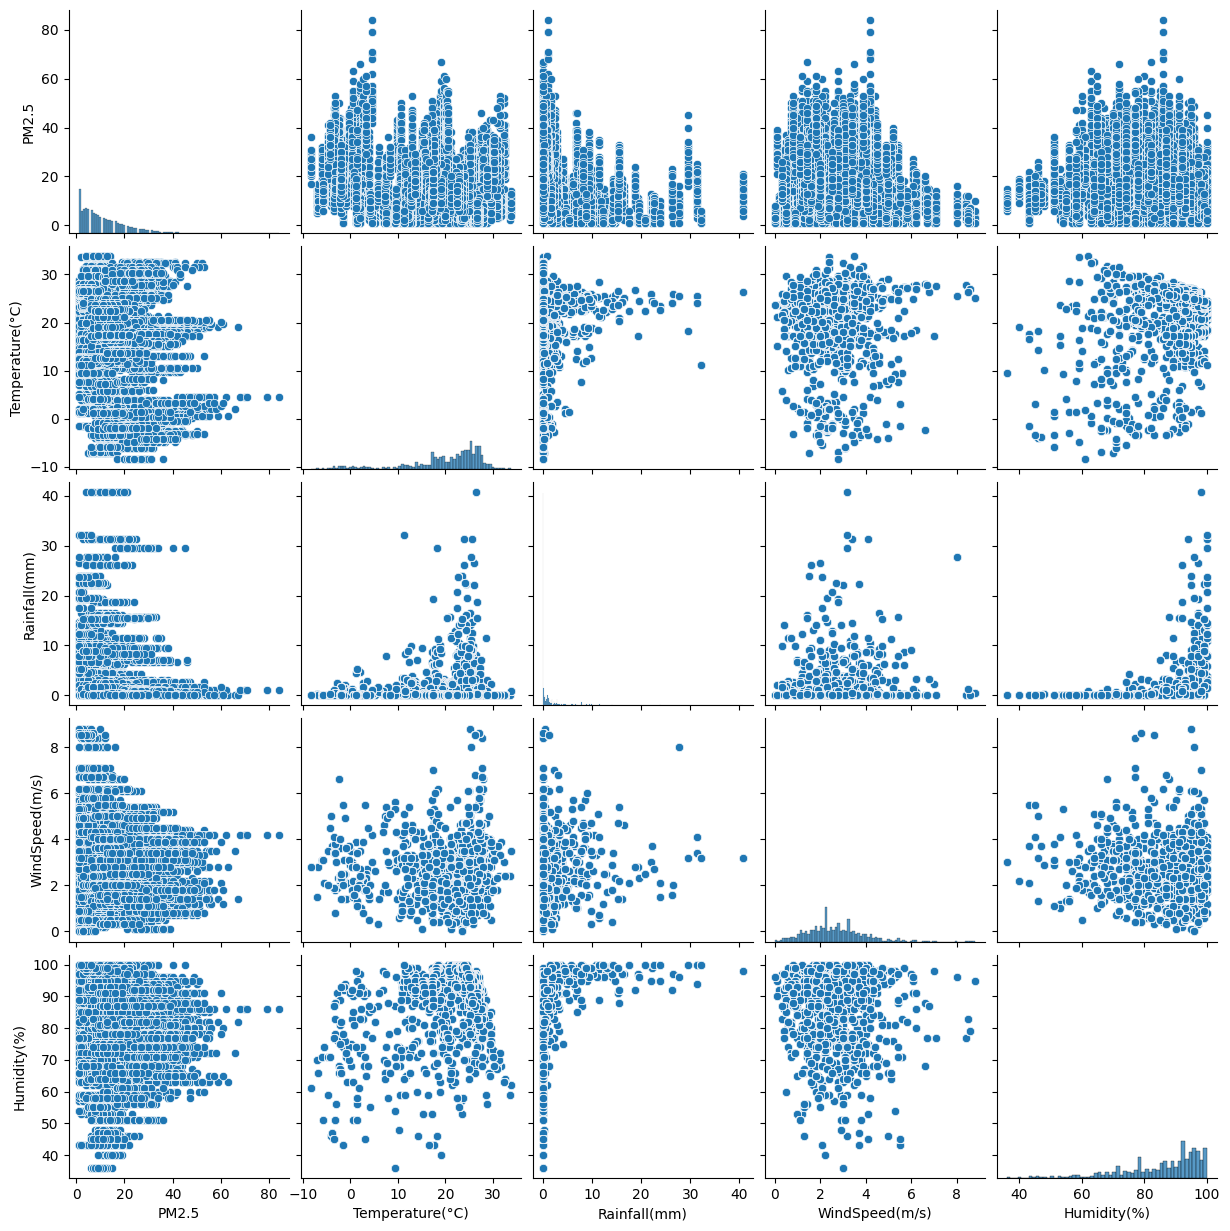 80
60
40
20
0
PM2.5
30
20
10
0
−10
Temperature(°C)
40
30
20
10
0
Rainfall(mm)
8
6
4
2
0
WindSpeed(m/s)
100
90
80
70
60
50
40
Humidity(%)
0 20 40 60 80
PM2.5
−10 0 10 20 30
Temperature(°C)
0 10 20 30 40
Rainfall(mm)
0 2 4 6 8
WindSpeed(m/s)
40 60 80 100
Humidity(%)